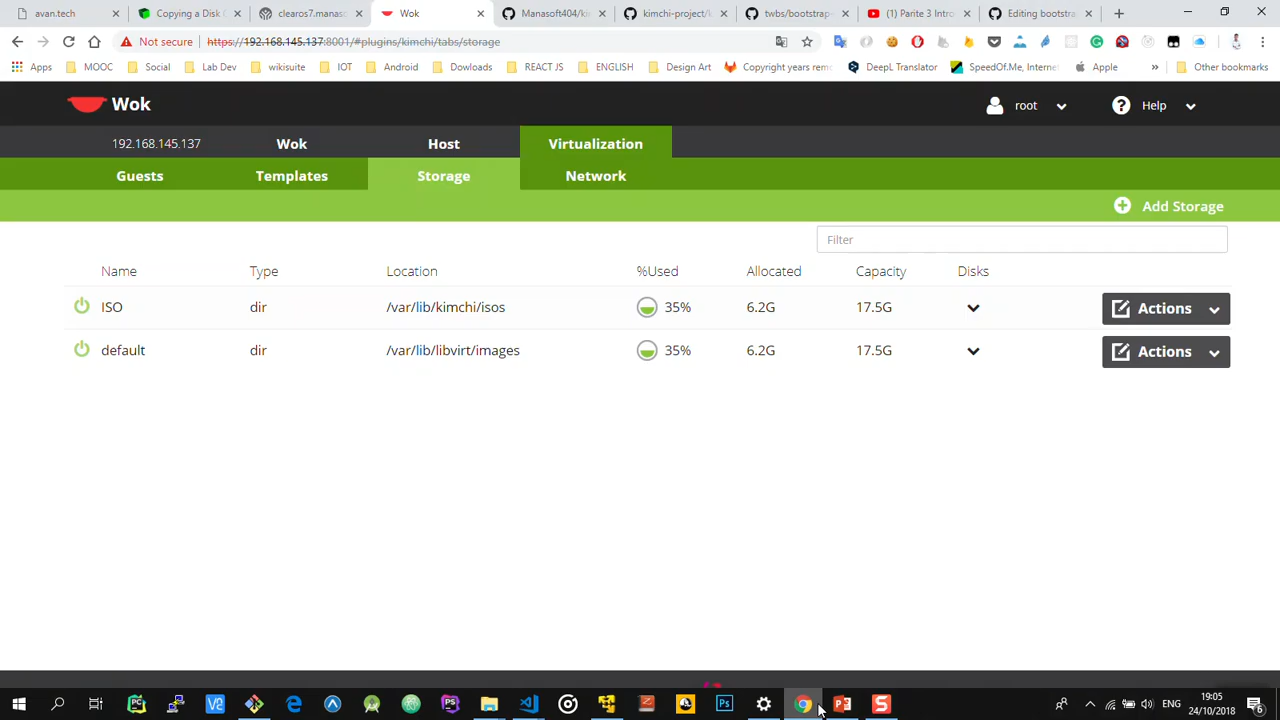 avan.tech
Copying a Disk (
clearos7.manasc
Wok
Manasoft404/ki
kimchi-project/
twbs/bootstrap-
(1) Parite 3 Intro
Editing bootstra
Not secure
https://192.168.145.137:8001/#plugins/kimchi/tabs/storage
Apps
MOOC
Social
Lab Dev
wikisuite
IOT
Android
Dowloads
REACT JS
ENGLISH
Design Art
Copyright years rem
DeepL Translator
SpeedOf.Me, Interne
Apple
»
Other bookmarks
Wok
root
Help
192.168.145.137
Wok
Host
Virtualization
Guests
Templates
Storage
Network
Add Storage
Filter
Name Type Location %Used Allocated Capacity Disks
ISO dir /var/lib/kimchi/isos 35% 6.2G 17.5G Actions
default dir /var/lib/libvirt/images 35% 6.2G 17.5G Actions
ENG
19:05
24/10/2018